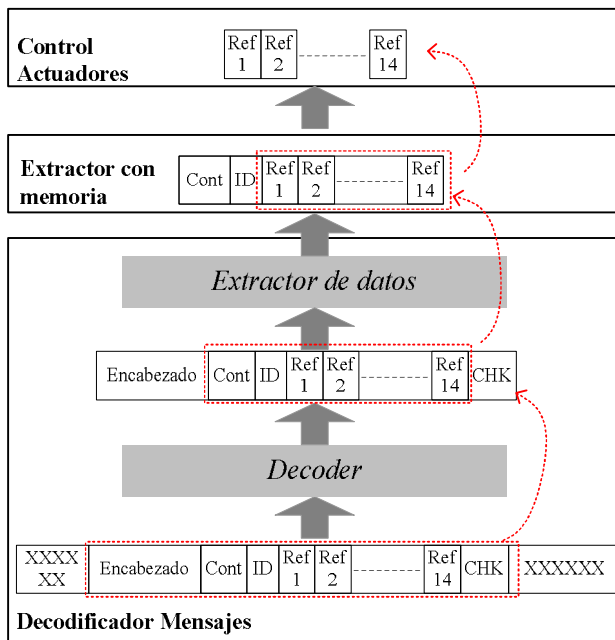 Control
Actuadores
Ref
1
Ref
2
Ref
14
Extractor con
memoria
Cont
ID
Ref
1
Ref
2
Ref
14
Extractor de datos
Encabezado
Cont
ID
Ref
1
Ref
2
Ref
14
CHK
Decoder
XXXX
XX
Encabezado
Cont
ID
Ref
1
Ref
2
Ref
14
CHK
XXXXXX
Decodificador Mensajes